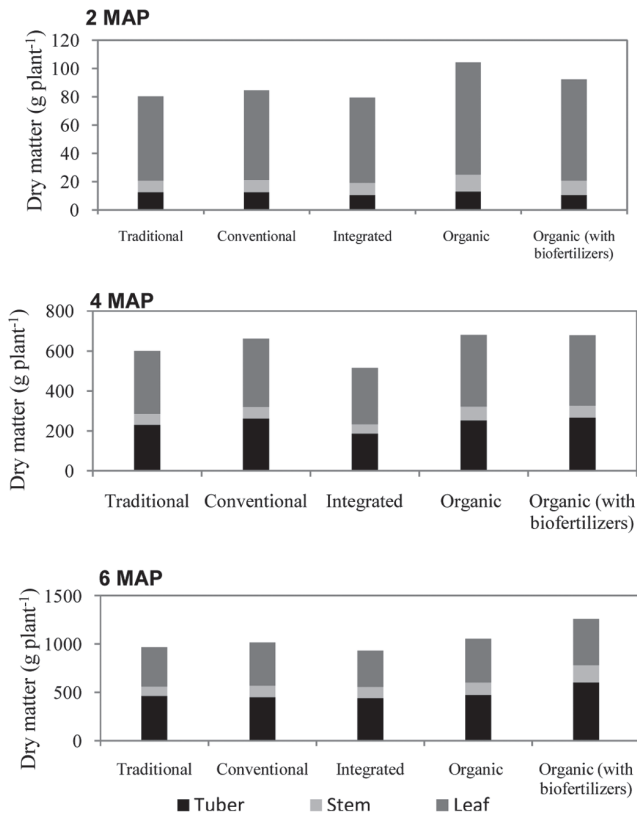 2 MAP
Dry matter (g plant⁻¹)
120
100
80
60
40
20
0
Traditional
Conventional
Integrated
Organic
Organic (with
biofertilizers)
4 MAP
Dry matter (g plant⁻¹)
800
600
400
200
0
Traditional
Conventional
Integrated
Organic
Organic (with
biofertilizers)
6 MAP
Dry matter (g plant⁻¹)
1500
1000
500
0
Traditional
Conventional
Integrated
Organic
Organic (with
biofertilizers)
Tuber
Stem
Leaf